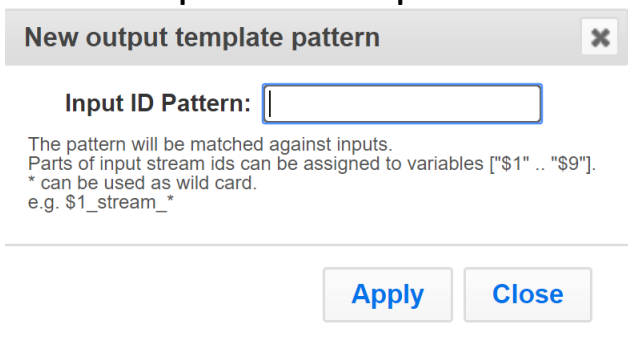 New output template pattern
Input ID Pattern:
The pattern will be matched against inputs.
Parts of input stream ids can be assigned to variables ["$1" .. "$9"].
* can be used as wild card.
e.g. $1_stream_*
Apply Close